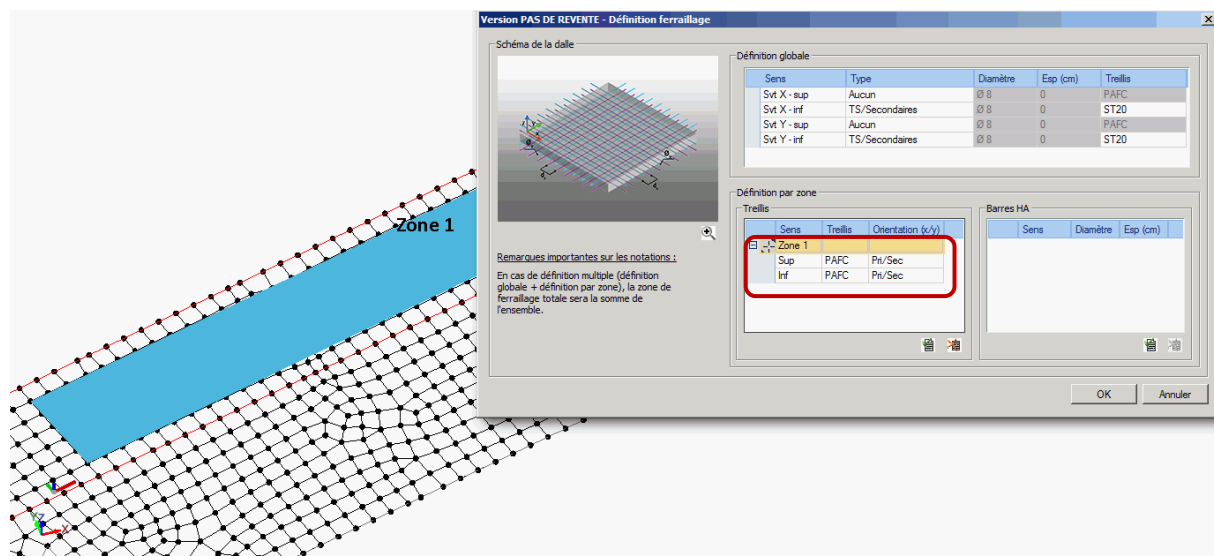 Version PAS DE REVENTE - Définition ferraillage
Schéma de la dalle
Définition globale
Sens Type Diamètre Esp (cm) Treillis
Svt X - sup Aucun Ø 8 0 PAFC
Svt X - inf TS/Secondaires Ø 8 0 ST20
Svt Y - sup Aucun Ø 8 0 PAFC
Svt Y - inf TS/Secondaires Ø 8 0 ST20
Définition par zone
Treillis
Sens Treillis Orientation (x/y)
Zone 1
Sup PAFC Pri/Sec
Inf PAFC Pri/Sec
Barres HA
Sens Diamètre Esp (cm)
Remarques importantes sur les notations :
En cas de définition multiple (définition
globale + définition par zone), la zone de
ferraillage totale sera la somme de
l'ensemble.
OK Annuler
Zone 1
X